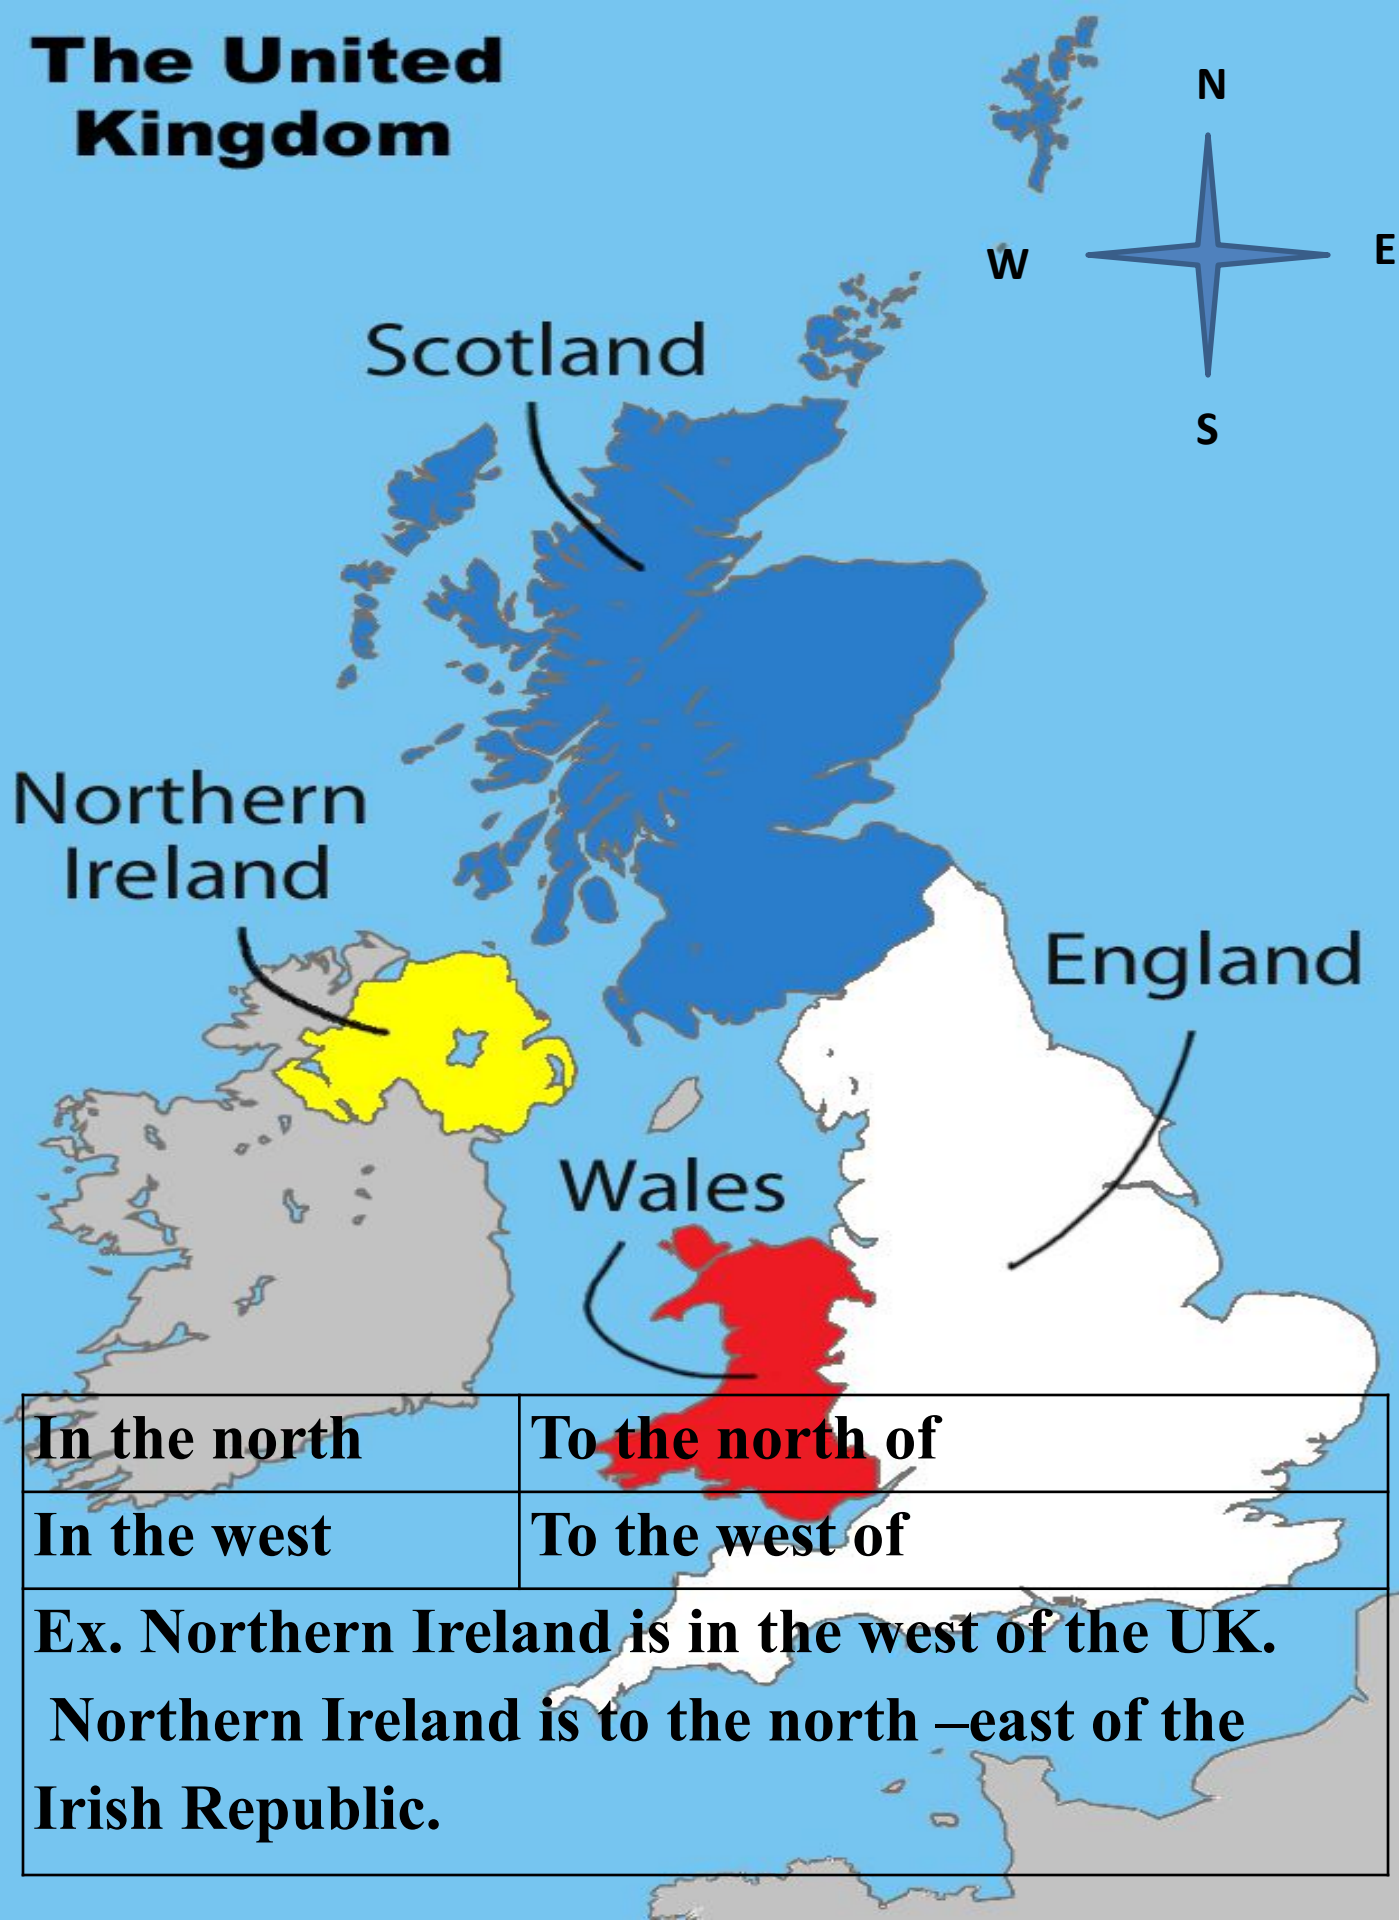 The United
Kingdom
N
W
E
S
Scotland
Northern
Ireland
England
Wales
In the north
To the north of
In the west
To the west of
Ex. Northern Ireland is in the west of the UK.
Northern Ireland is to the north –east of the
Irish Republic.